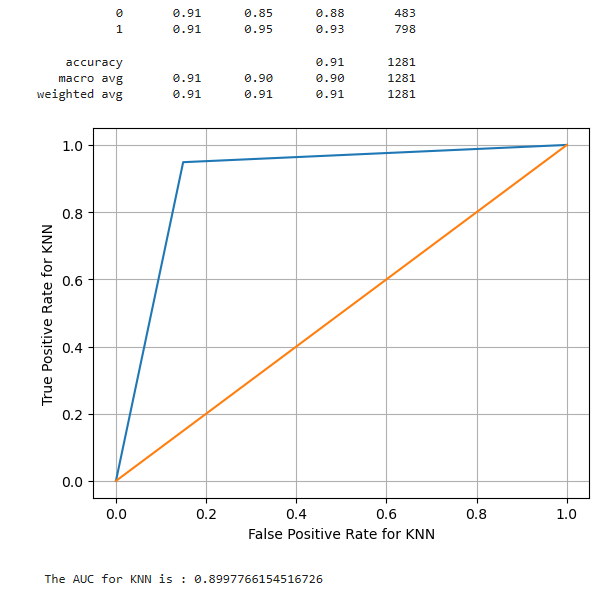 0 0.91 0.85 0.88 483
1 0.91 0.95 0.93 798
accuracy 0.91 1281
macro avg 0.91 0.90 0.90 1281
weighted avg 0.91 0.91 0.91 1281
1.0
0.8
0.6
0.4
0.2
0.0
True Positive Rate for KNN
0.0 0.2 0.4 0.6 0.8 1.0
False Positive Rate for KNN
The AUC for KNN is : 0.8997766154516726